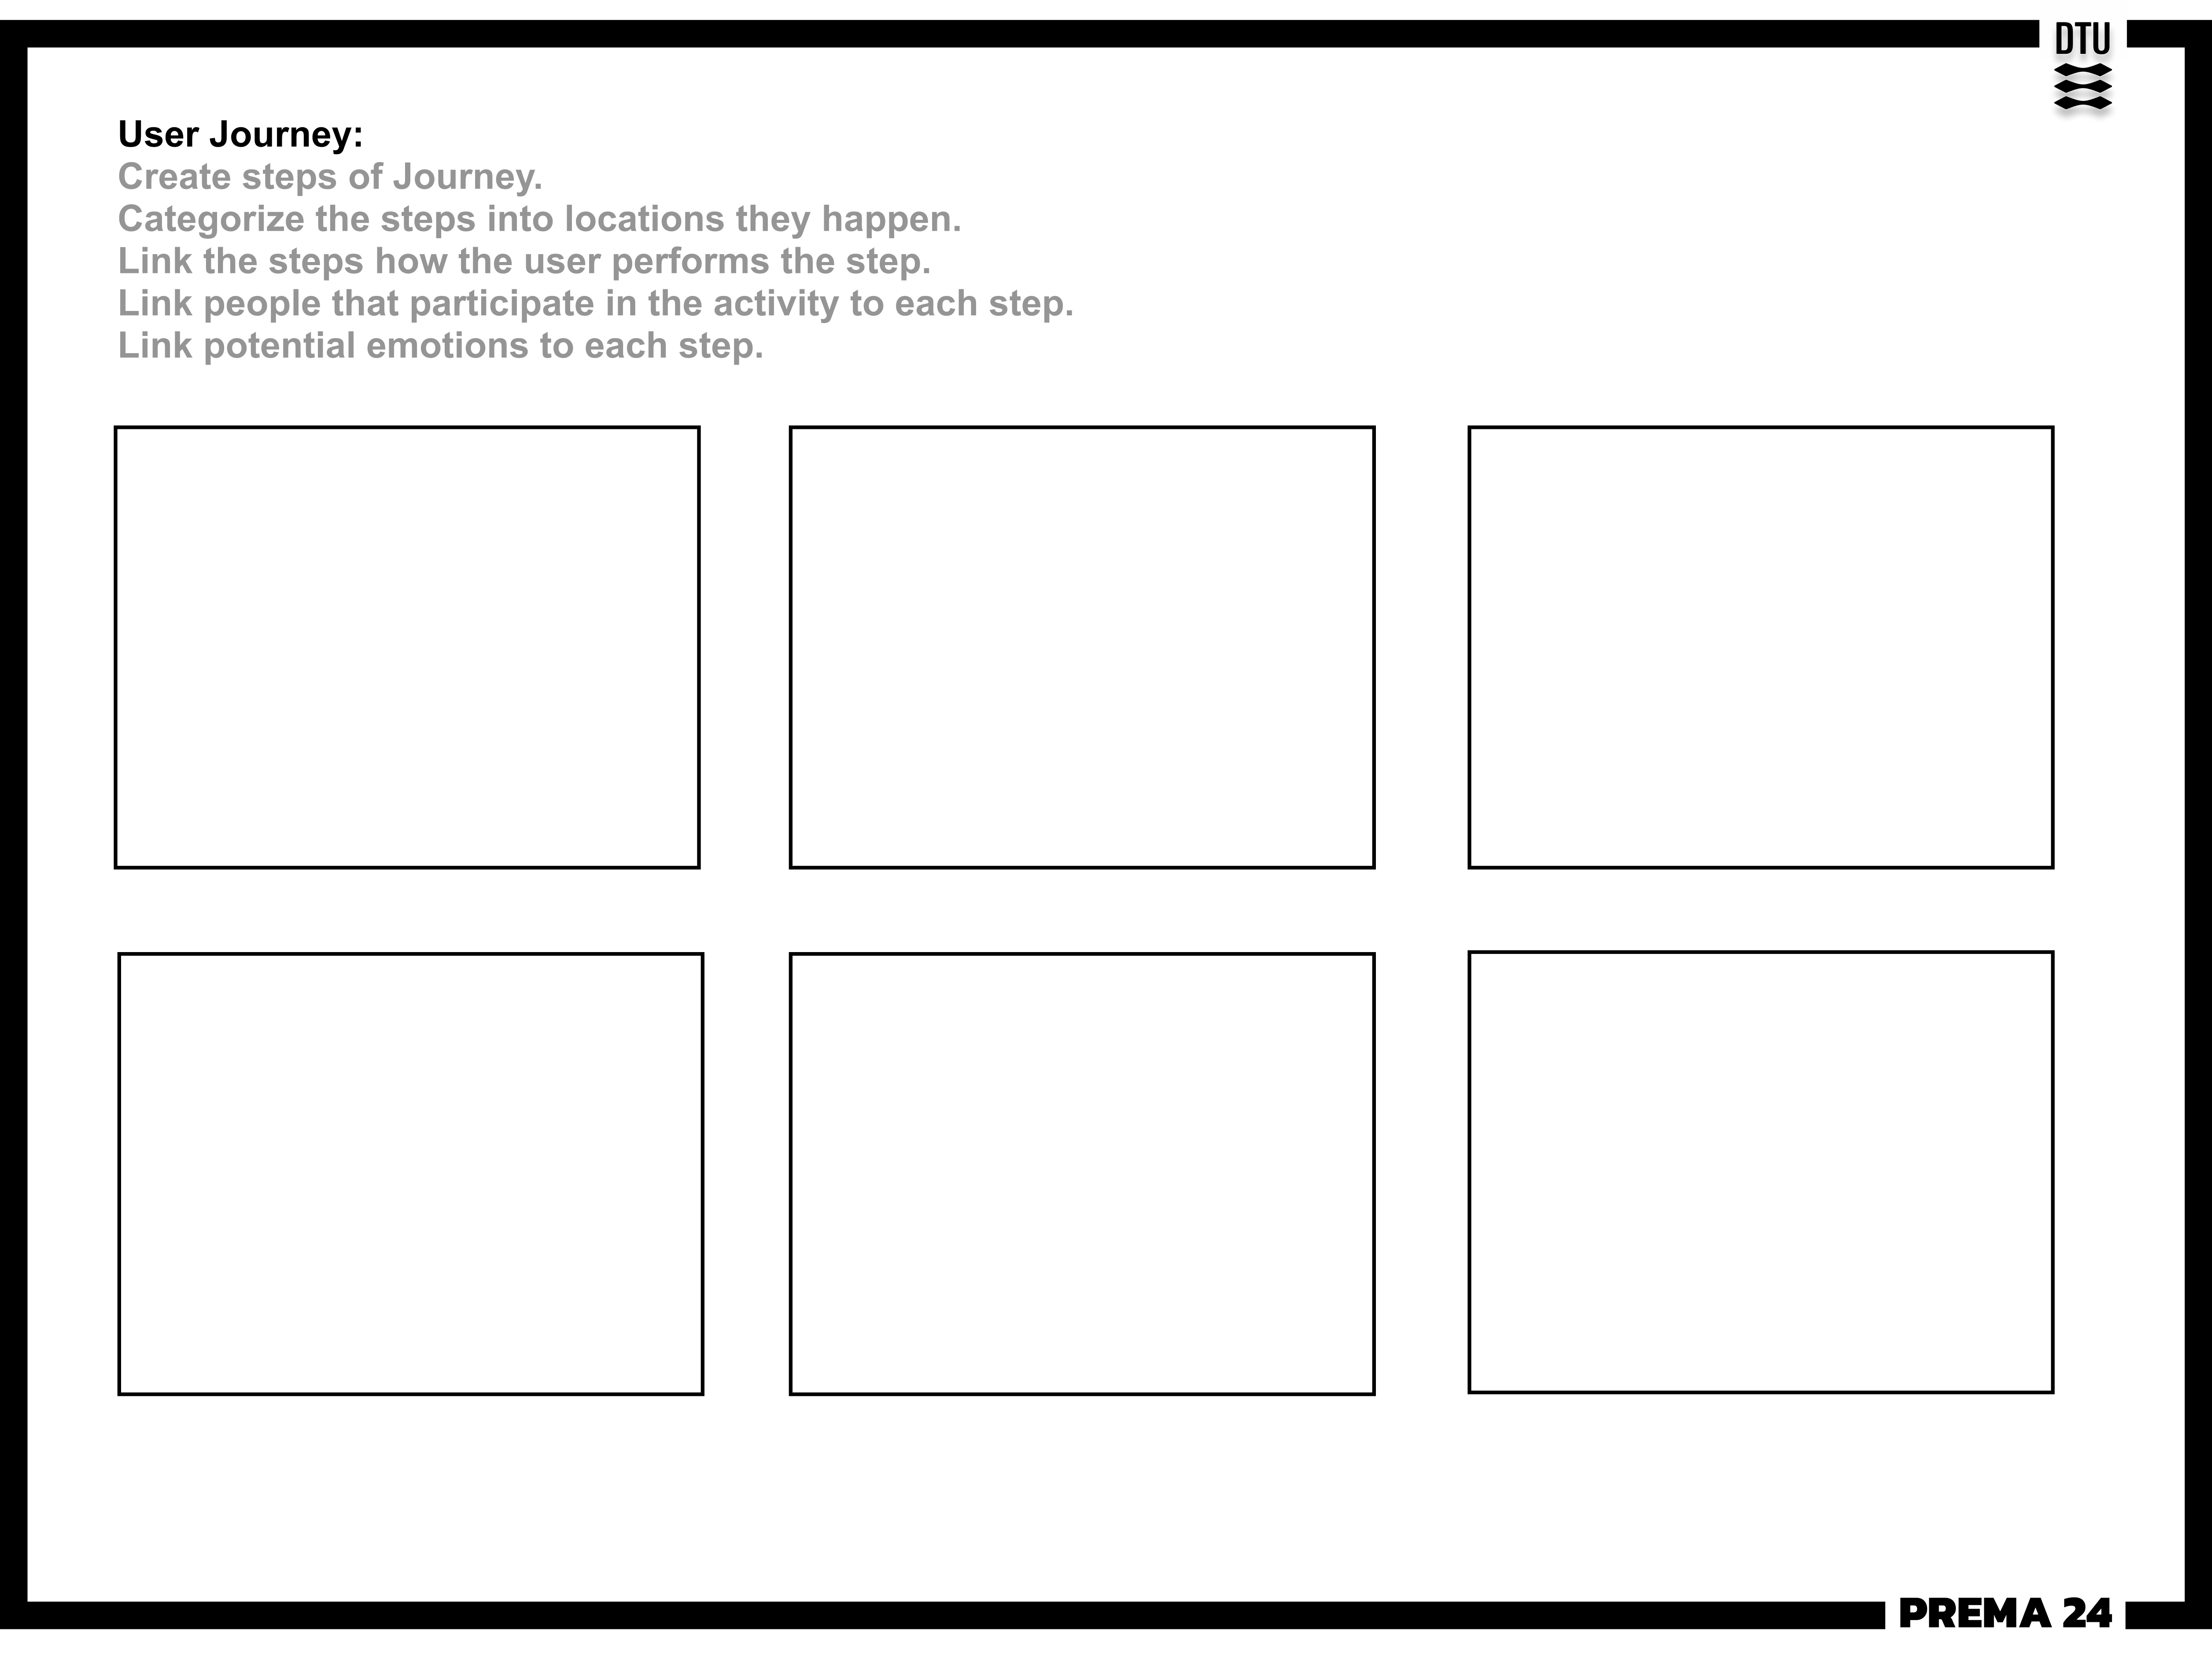 DTU
User Journey:
Create steps of Journey.
Categorize the steps into locations they happen.
Link the steps how the user performs the step.
Link people that participate in the activity to each step.
Link potential emotions to each step.
PREMA 24